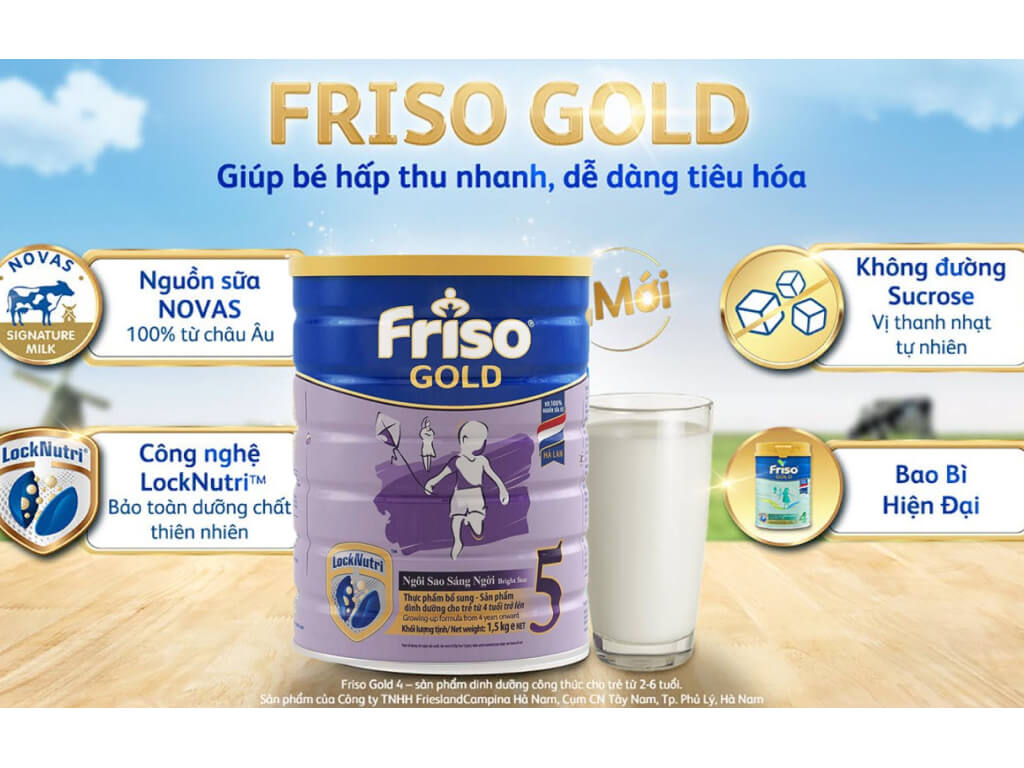 FRISO GOLD
Giúp bé hấp thu nhanh, dễ dàng tiêu hóa
NOVAS
SIGNATURE
MILK
Nguồn sữa
NOVAS
100% từ châu Âu
LockNutri®
Công nghệ
LockNutri™
Bảo toàn dưỡng chất
thiên nhiên
Mới
Friso®
GOLD
HÀ LAN
LockNutri
Ngôi Sao Sáng Ngời Bright Star
Thực phẩm bổ sung - Sản phẩm
dinh dưỡng cho trẻ từ 4 tuổi trở lên
Growing-up formula from 4 years onward
Khối lượng tịnh/ Net weight: 1,5 kg e NET
5
Không đường
Sucrose
Vị thanh nhạt
tự nhiên
Friso
GOLD
4
Bao Bì
Hiện Đại
Friso Gold 4 – sản phẩm dinh dưỡng công thức cho trẻ từ 2-6 tuổi.
Sản phẩm của Công ty TNHH FrieslandCampina Hà Nam, Cụm CN Tây Nam, Tp. Phủ Lý, Hà Nam